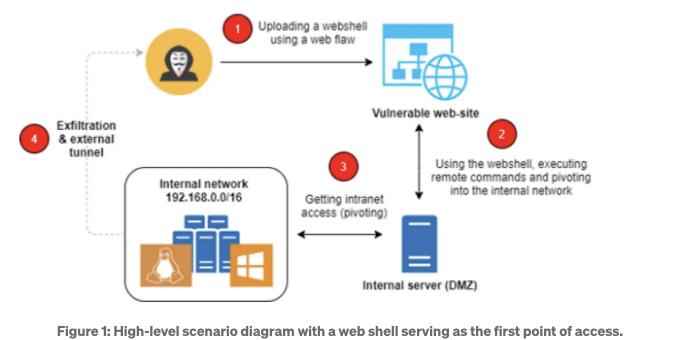 1
Uploading a webshell
using a web flaw
Vulnerable web-site
2
Using the webshell, executing
remote commands and pivoting
into the internal network
3
Getting intranet
access (pivoting)
Internal server (DMZ)
4
Exfiltration
& external
tunnel
Internal network
192.168.0.0/16
Figure 1: High-level scenario diagram with a web shell serving as the first point of access.